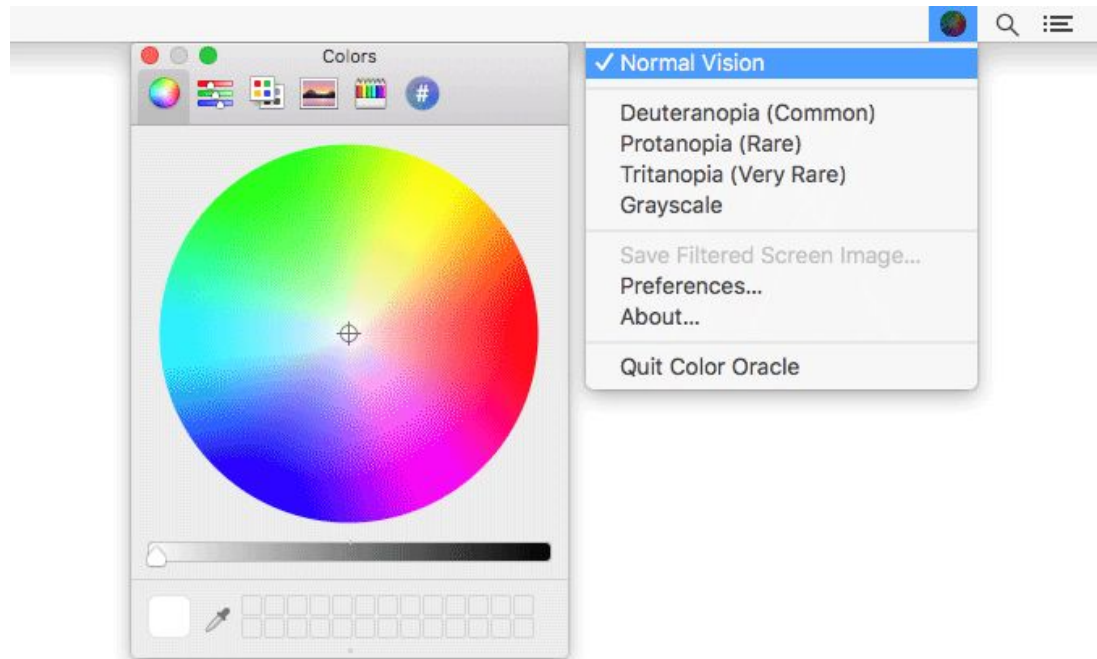 Colors
#
✓ Normal Vision
Deuteranopia (Common)
Protanopia (Rare)
Tritanopia (Very Rare)
Grayscale
Save Filtered Screen Image...
Preferences...
About...
Quit Color Oracle